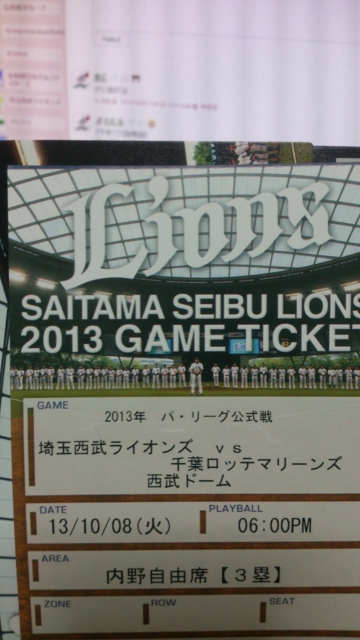 Lions
SAITAMA SEIBU LIONS
2013 GAME TICKE
GAME
2013年 パ・リーグ公式戦
埼玉西武ライオンズ vs
千葉ロッテマリーンズ
西武ドーム
DATE
PLAYBALL
13/10/08(火)
06:00PM
AREA
内野自由席【3塁】
ZONE
ROW
SEAT